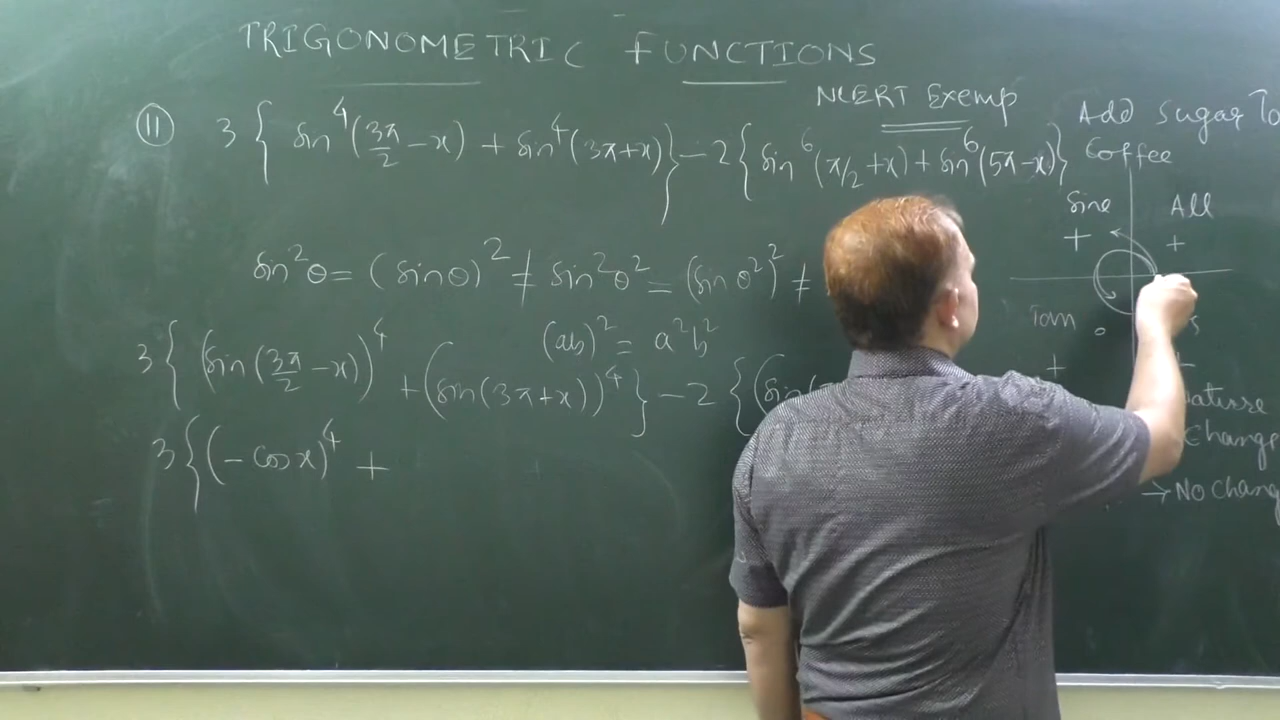 TRIGONOMETRIC FUNCTIONS
NCERT Exemp
Add Sugar To
Coffee
⑪ 3 { sin⁴(3π/2 − x) + sin⁴(3π+x)} − 2 { sin⁶(π/2 + x) + sin⁶(5π−x)}
Sine All
+ +
sin²θ = (sinθ)² ≠ sin²θ² = (sin θ²)² ≠
Tan
+
(ab)² = a²b²
3 { (sin(3π/2 − x))⁴ + (sin(3π+x))⁴ } − 2 {(sin(
Change
3 {(− cos x)⁴ +
→ No Chang